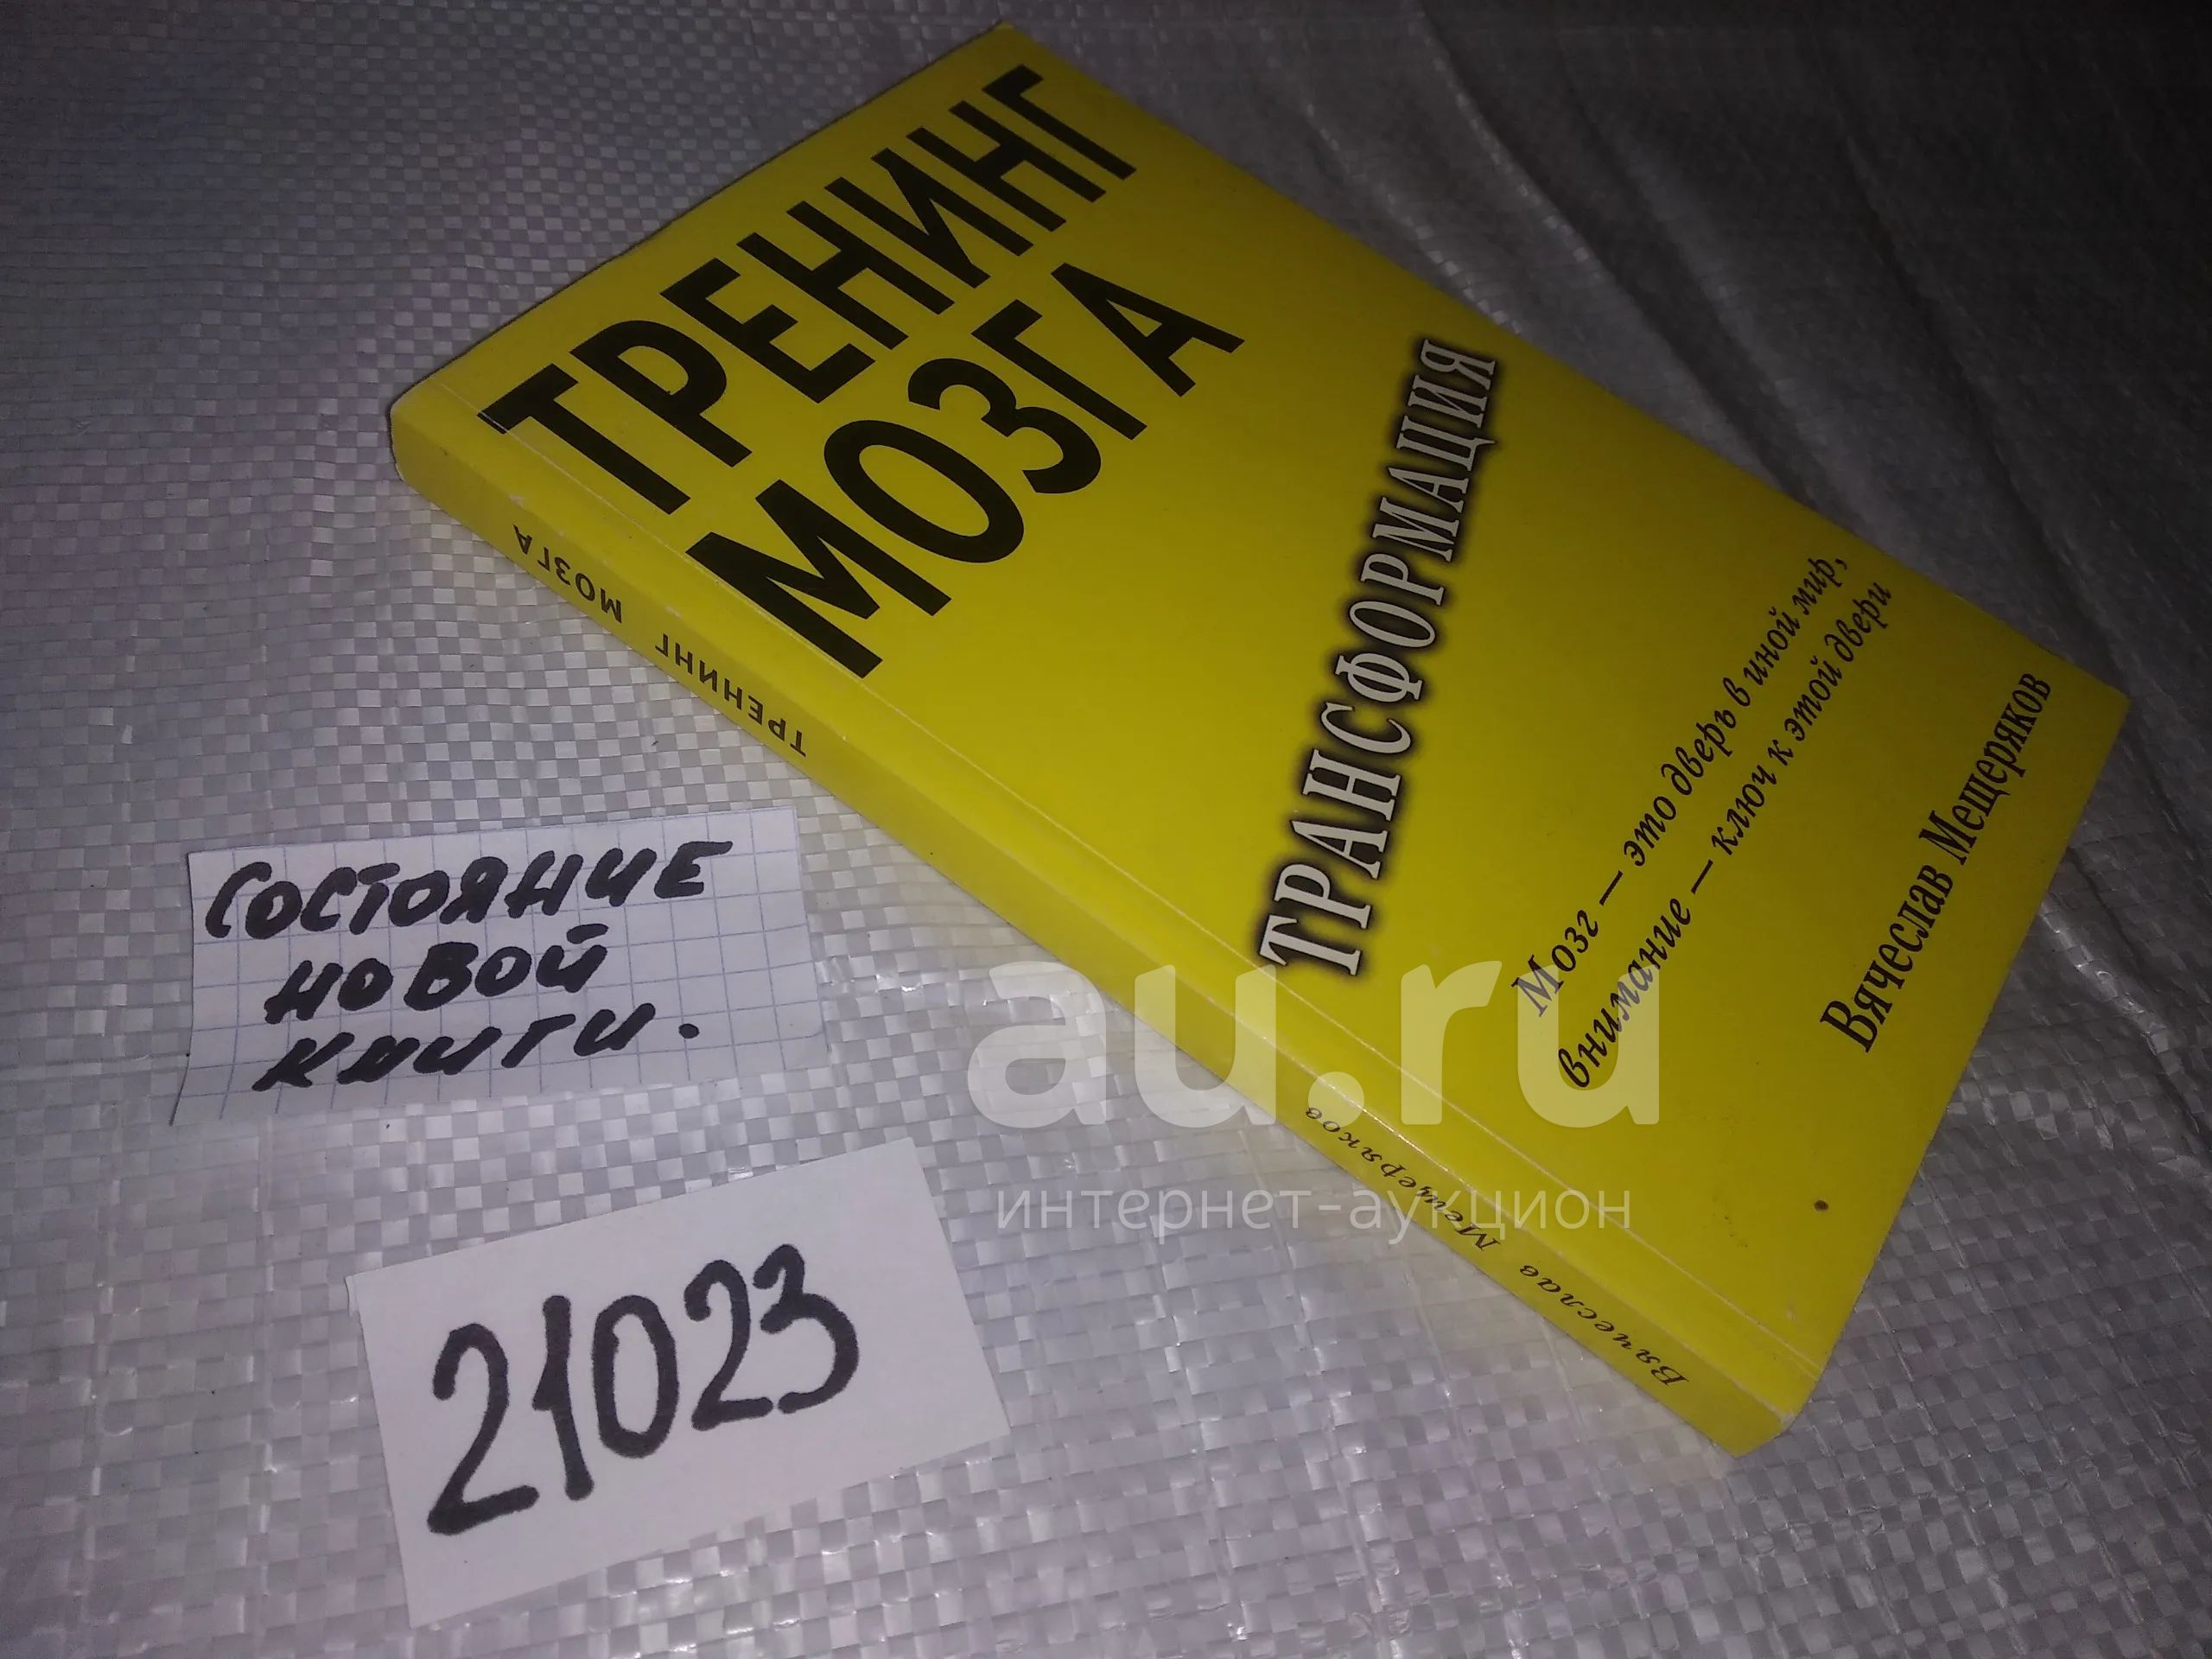 ТРЕНИНГ
МОЗГА
ТРАНСФОРМАЦИЯ
Мозг — это дверь в иной мир,
внимание — ключ к этой двери
Вячеслав Мещеряков
Вячеслав Мещеряков ТРЕНИНГ МОЗГА
СОСТОЯНИЕ
НОВОЙ
КНИГИ.
21023
au.ru
интернет-аукцион